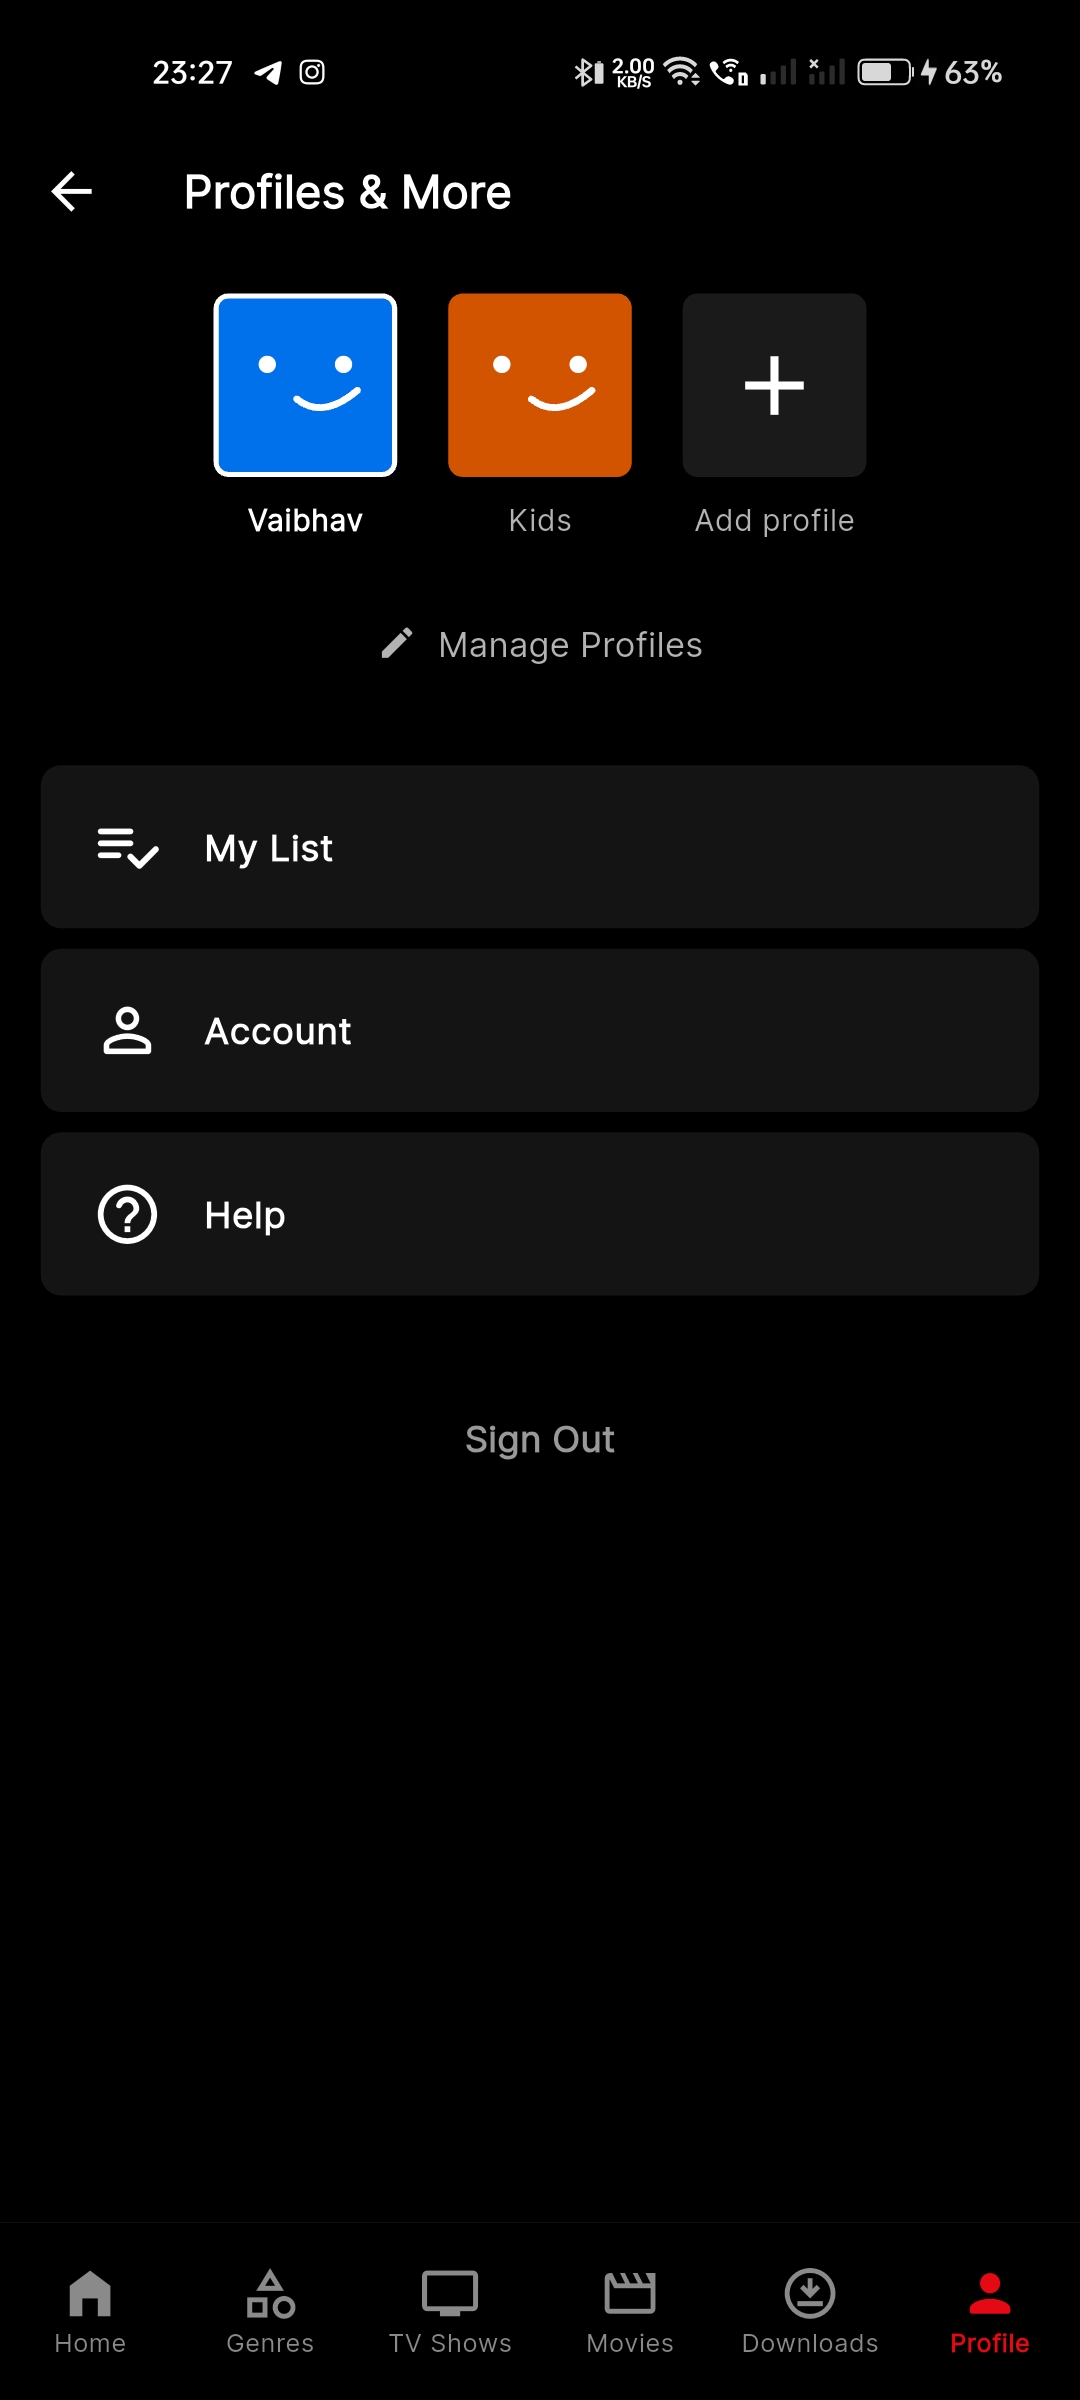 23:27 2.00 KB/S 63%
Profiles & More
Vaibhav Kids Add profile
Manage Profiles
My List
Account
Help
Sign Out
Home Genres TV Shows Movies Downloads Profile